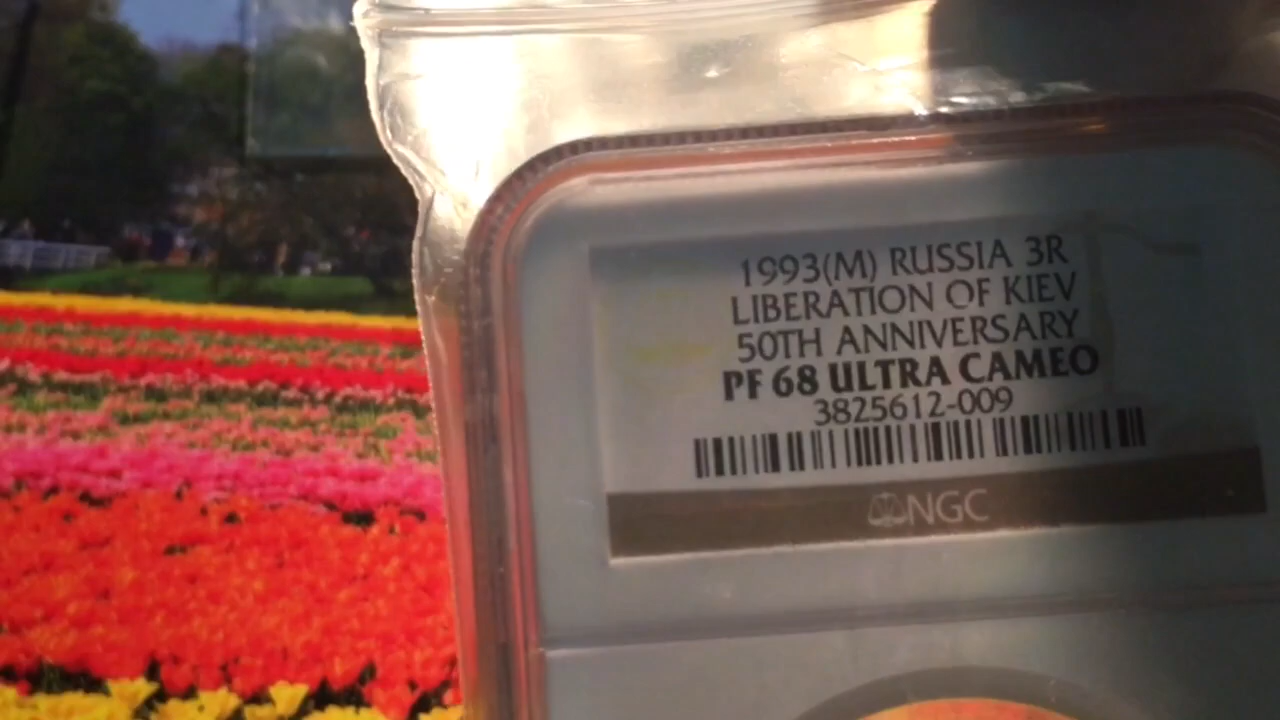 1993(M) RUSSIA 3R
LIBERATION OF KIEV
50TH ANNIVERSARY
PF 68 ULTRA CAMEO
3825612-009
NGC